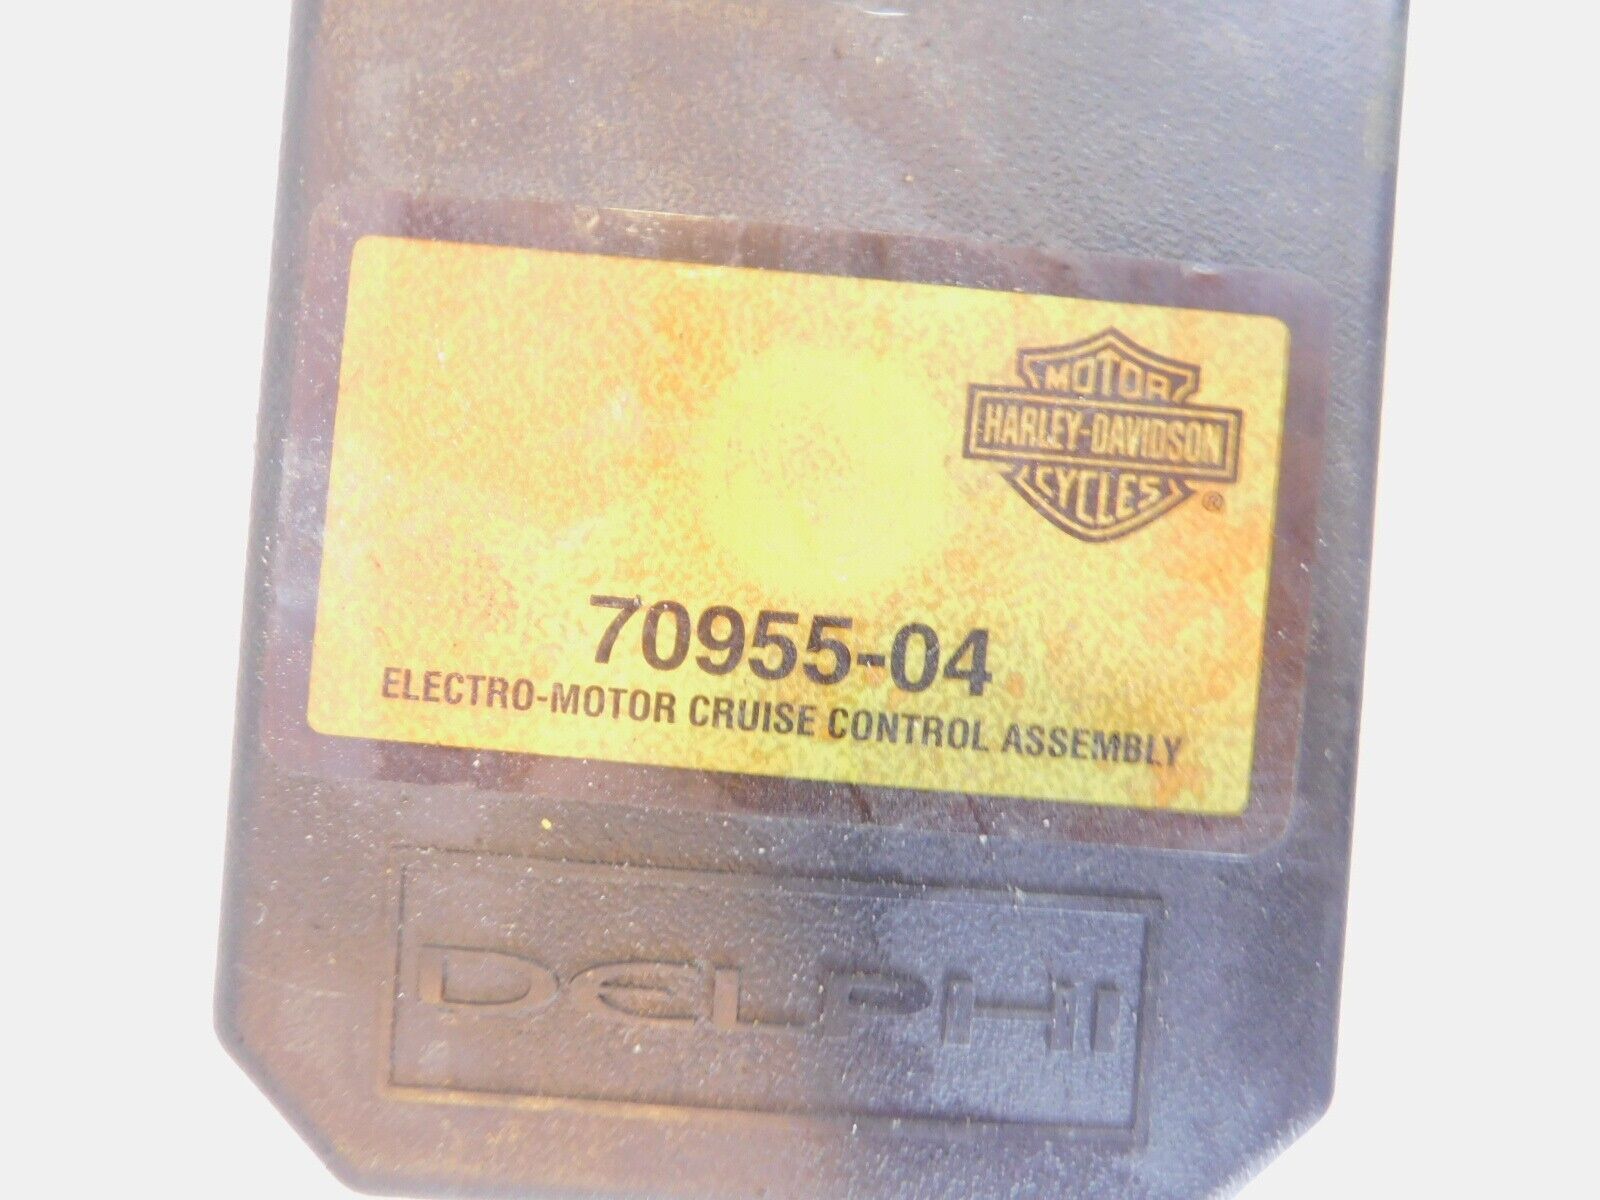 MOTOR
HARLEY-DAVIDSON
CYCLES
®
70955-04
ELECTRO-MOTOR CRUISE CONTROL ASSEMBLY
DELPHI